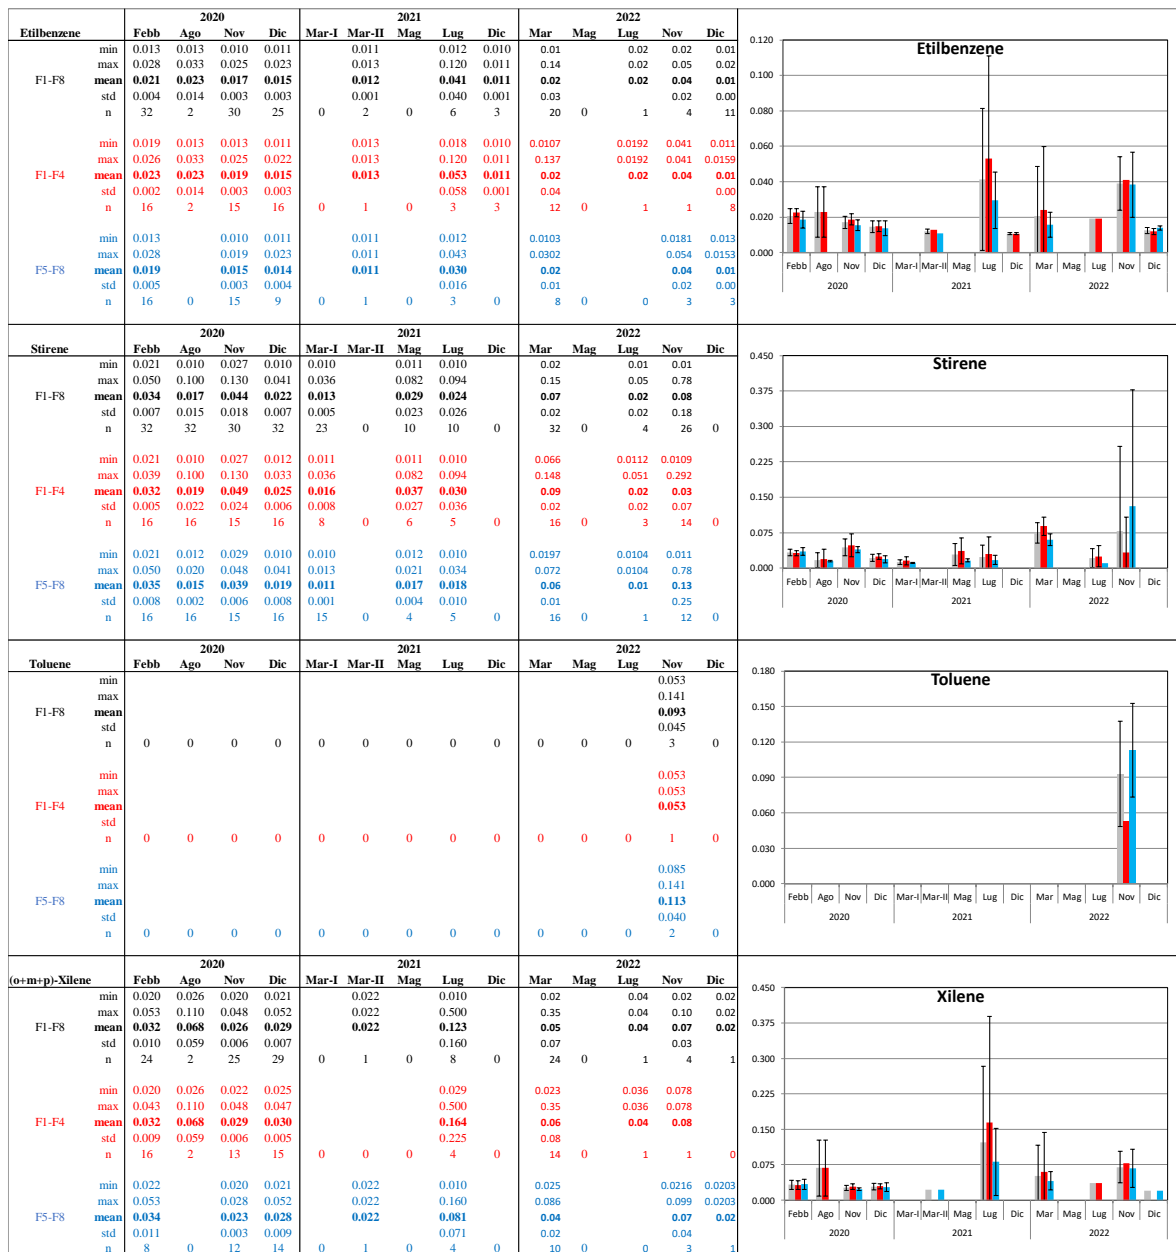 2020 2021 2022
Etilbenzene Febb Ago Nov Dic Mar-I Mar-II Mag Lug Dic Mar Mag Lug Nov Dic
min 0.013 0.013 0.010 0.011 0.011 0.012 0.010 0.01 0.02 0.02 0.01
max 0.028 0.033 0.025 0.023 0.013 0.120 0.011 0.14 0.02 0.05 0.02
F1-F8 mean 0.021 0.023 0.017 0.015 0.012 0.041 0.011 0.02 0.02 0.04 0.01
std 0.004 0.014 0.003 0.003 0.001 0.040 0.001 0.03 0.02 0.00
n 32 2 30 25 0 2 0 6 3 20 0 1 4 11
min 0.019 0.013 0.013 0.011 0.013 0.018 0.010 0.0107 0.0192 0.041 0.011
max 0.026 0.033 0.025 0.022 0.013 0.120 0.011 0.137 0.0192 0.041 0.0159
F1-F4 mean 0.023 0.023 0.019 0.015 0.013 0.053 0.011 0.02 0.02 0.04 0.01
std 0.002 0.014 0.003 0.003 0.058 0.001 0.04 0.00
n 16 2 15 16 0 1 0 3 3 12 0 1 1 8
min 0.013 0.010 0.011 0.011 0.012 0.0103 0.0181 0.013
max 0.028 0.019 0.023 0.011 0.043 0.0302 0.054 0.0153
F5-F8 mean 0.019 0.015 0.014 0.011 0.030 0.02 0.04 0.01
std 0.005 0.003 0.004 0.016 0.01 0.02 0.00
n 16 0 15 9 0 1 0 3 0 8 0 0 3 3
Etilbenzene
0.120
0.100
0.080
0.060
0.040
0.020
0.000
Febb Ago Nov Dic Mar-I Mar-II Mag Lug Dic Mar Mag Lug Nov Dic
2020 2021 2022
2020 2021 2022
Stirene Febb Ago Nov Dic Mar-I Mar-II Mag Lug Dic Mar Mag Lug Nov Dic
min 0.021 0.010 0.027 0.010 0.010 0.011 0.010 0.02 0.01 0.01
max 0.050 0.100 0.130 0.041 0.036 0.082 0.094 0.15 0.05 0.78
F1-F8 mean 0.034 0.017 0.044 0.022 0.013 0.029 0.024 0.07 0.02 0.08
std 0.007 0.015 0.018 0.007 0.005 0.023 0.026 0.02 0.02 0.18
n 32 32 30 32 23 0 10 10 0 32 0 4 26 0
min 0.021 0.010 0.027 0.012 0.011 0.011 0.010 0.066 0.0112 0.0109
max 0.039 0.100 0.130 0.033 0.036 0.082 0.094 0.148 0.051 0.292
F1-F4 mean 0.032 0.019 0.049 0.025 0.016 0.037 0.030 0.09 0.02 0.03
std 0.005 0.022 0.024 0.006 0.008 0.027 0.036 0.02 0.02 0.07
n 16 16 15 16 8 0 6 5 0 16 0 3 14 0
min 0.021 0.012 0.029 0.010 0.010 0.012 0.010 0.0197 0.0104 0.011
max 0.050 0.020 0.048 0.041 0.013 0.021 0.034 0.072 0.0104 0.78
F5-F8 mean 0.035 0.015 0.039 0.019 0.011 0.017 0.018 0.06 0.01 0.13
std 0.008 0.002 0.006 0.008 0.001 0.004 0.010 0.01 0.25
n 16 16 15 16 15 0 4 5 0 16 0 1 12 0
Stirene
0.450
0.375
0.300
0.225
0.150
0.075
0.000
Febb Ago Nov Dic Mar-I Mar-II Mag Lug Dic Mar Mag Lug Nov Dic
2020 2021 2022
2020 2021 2022
Toluene Febb Ago Nov Dic Mar-I Mar-II Mag Lug Dic Mar Mag Lug Nov Dic
min 0.053
max 0.141
F1-F8 mean 0.093
std 0.045
n 0 0 0 0 0 0 0 0 0 0 0 0 3 0
min 0.053
max 0.053
F1-F4 mean 0.053
std
n 0 0 0 0 0 0 0 0 0 0 0 0 1 0
min 0.085
max 0.141
F5-F8 mean 0.113
std 0.040
n 0 0 0 0 0 0 0 0 0 0 0 0 2 0
Toluene
0.180
0.150
0.120
0.090
0.060
0.030
0.000
Febb Ago Nov Dic Mar-I Mar-II Mag Lug Dic Mar Mag Lug Nov Dic
2020 2021 2022
2020 2021 2022
(o+m+p)-Xilene Febb Ago Nov Dic Mar-I Mar-II Mag Lug Dic Mar Mag Lug Nov Dic
min 0.020 0.026 0.020 0.021 0.022 0.010 0.02 0.04 0.02 0.02
max 0.053 0.110 0.048 0.052 0.022 0.500 0.35 0.04 0.10 0.02
F1-F8 mean 0.032 0.068 0.026 0.029 0.022 0.123 0.05 0.04 0.07 0.02
std 0.010 0.059 0.006 0.007 0.160 0.07 0.03
n 24 2 25 29 0 1 0 8 0 24 0 1 4 1
min 0.020 0.026 0.022 0.025 0.029 0.023 0.036 0.078
max 0.043 0.110 0.048 0.047 0.500 0.35 0.036 0.078
F1-F4 mean 0.032 0.068 0.029 0.030 0.164 0.06 0.04 0.08
std 0.009 0.059 0.006 0.005 0.225 0.08
n 16 2 13 15 0 0 0 4 0 14 0 1 1 0
min 0.022 0.020 0.021 0.022 0.010 0.025 0.0216 0.0203
max 0.053 0.028 0.052 0.022 0.160 0.086 0.099 0.0203
F5-F8 mean 0.034 0.023 0.028 0.022 0.081 0.04 0.07 0.02
std 0.011 0.003 0.009 0.071 0.02 0.04
n 8 0 12 14 0 1 0 4 0 10 0 0 3 1
Xilene
0.450
0.375
0.300
0.225
0.150
0.075
0.000
Febb Ago Nov Dic Mar-I Mar-II Mag Lug Dic Mar Mag Lug Nov Dic
2020 2021 2022